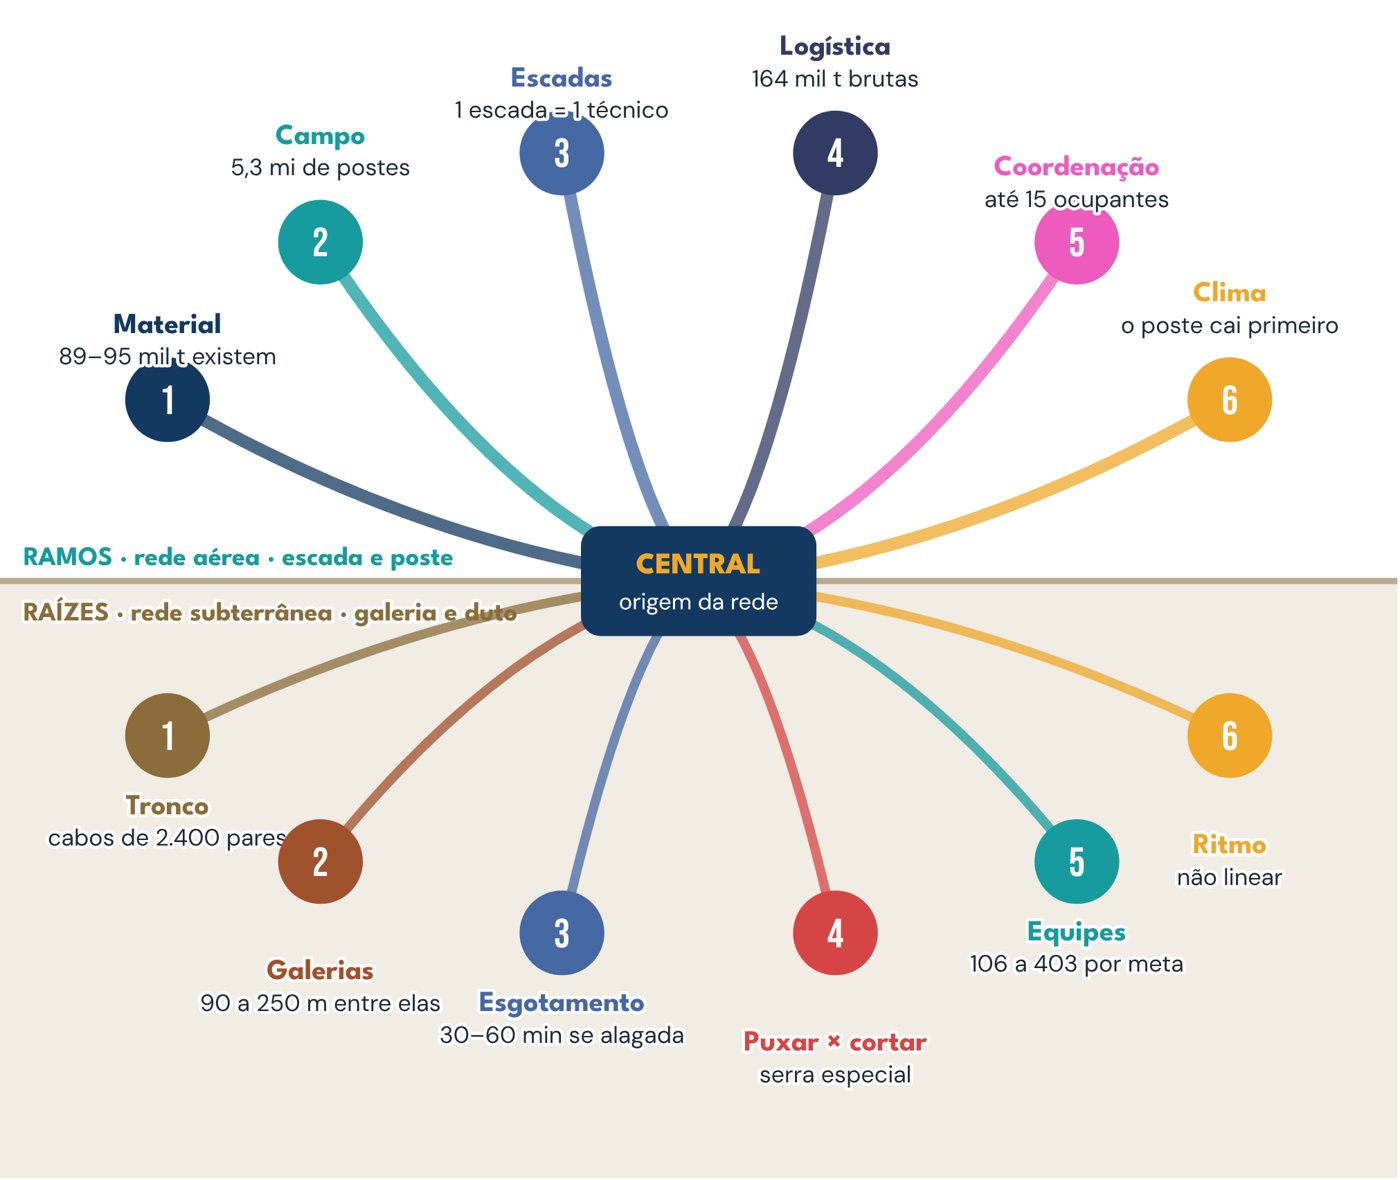 Logística
164 mil t brutas
Escadas
1 escada = 1 técnico
4
3
Campo
5,3 mi de postes
Coordenação
até 15 ocupantes
2
5
Clima
o poste cai primeiro
Material
89–95 mil t existem
1
6
RAMOS · rede aérea · escada e poste
CENTRAL
origem da rede
RAÍZES · rede subterrânea · galeria e duto
1
6
Tronco
cabos de 2.400 pares
2
5
Ritmo
não linear
3
4
Equipes
106 a 403 por meta
Galerias
90 a 250 m entre elas
Esgotamento
30–60 min se alagada
Puxar × cortar
serra especial